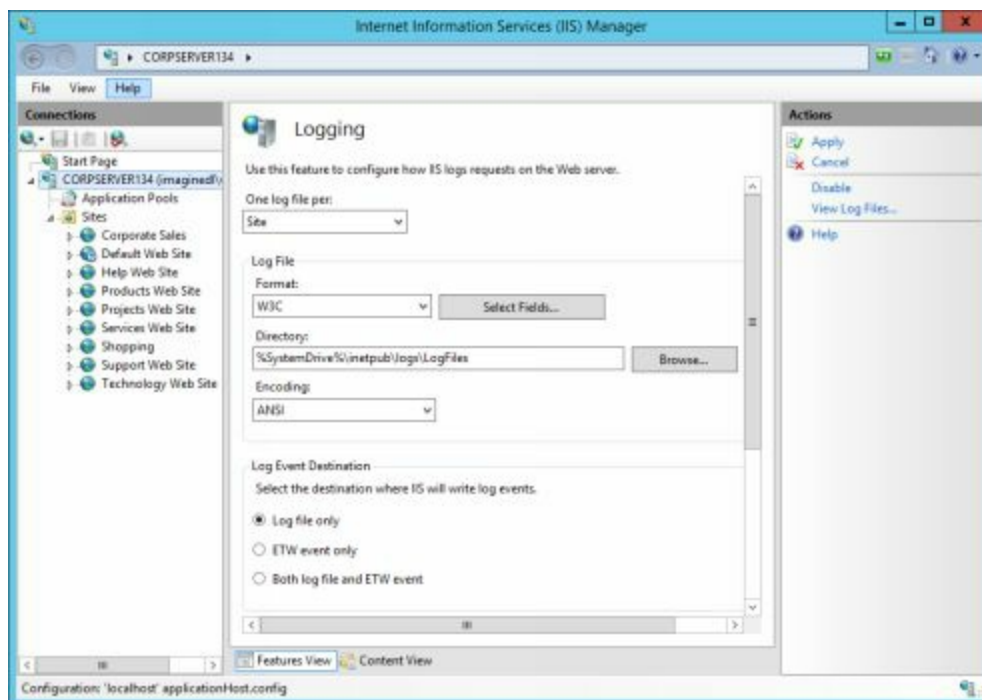 Internet Information Services (IIS) Manager
CORPSERVER134
File View Help
Connections
Start Page
CORPSERVER134
Application Pools
Sites
Corporate Sales
Default Web Site
Help Web Site
Products Web Site
Projects Web Site
Services Web Site
Shopping
Support Web Site
Technology Web Site
Logging
Use this feature to configure how IIS logs requests on the Web server.
One log file per:
Site
Log File
Format:
W3C Select Fields...
Directory:
%SystemDrive%\inetpub\logs\LogFiles Browse...
Encoding:
ANSI
Log Event Destination
Select the destination where IIS will write log events.
Log file only
ETW event only
Both log file and ETW event
Features View Content View
Actions
Apply
Cancel
Disable
View Log Files...
Help
Configuration: 'localhost' applicationHost.config